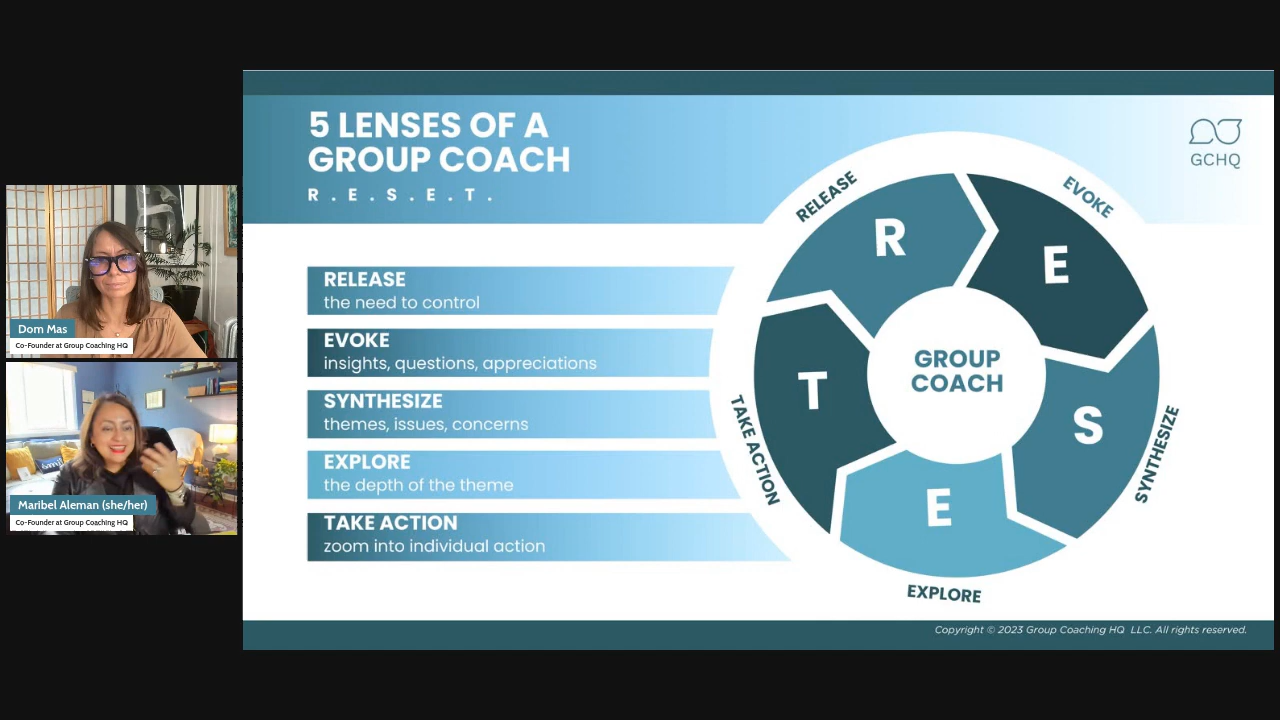 5 LENSES OF A
GROUP COACH
R.E.S.E.T.
GCHQ
RELEASE
the need to control
EVOKE
insights, questions, appreciations
SYNTHESIZE
themes, issues, concerns
EXPLORE
the depth of the theme
TAKE ACTION
zoom into individual action
RELEASE
EVOKE
SYNTHESIZE
EXPLORE
TAKE ACTION
R
E
S
E
T
GROUP
COACH
Dom Mas
Co-Founder at Group Coaching HQ
Maribel Aleman (she/her)
Co-Founder at Group Coaching HQ
Copyright © 2023 Group Coaching HQ LLC. All rights reserved.